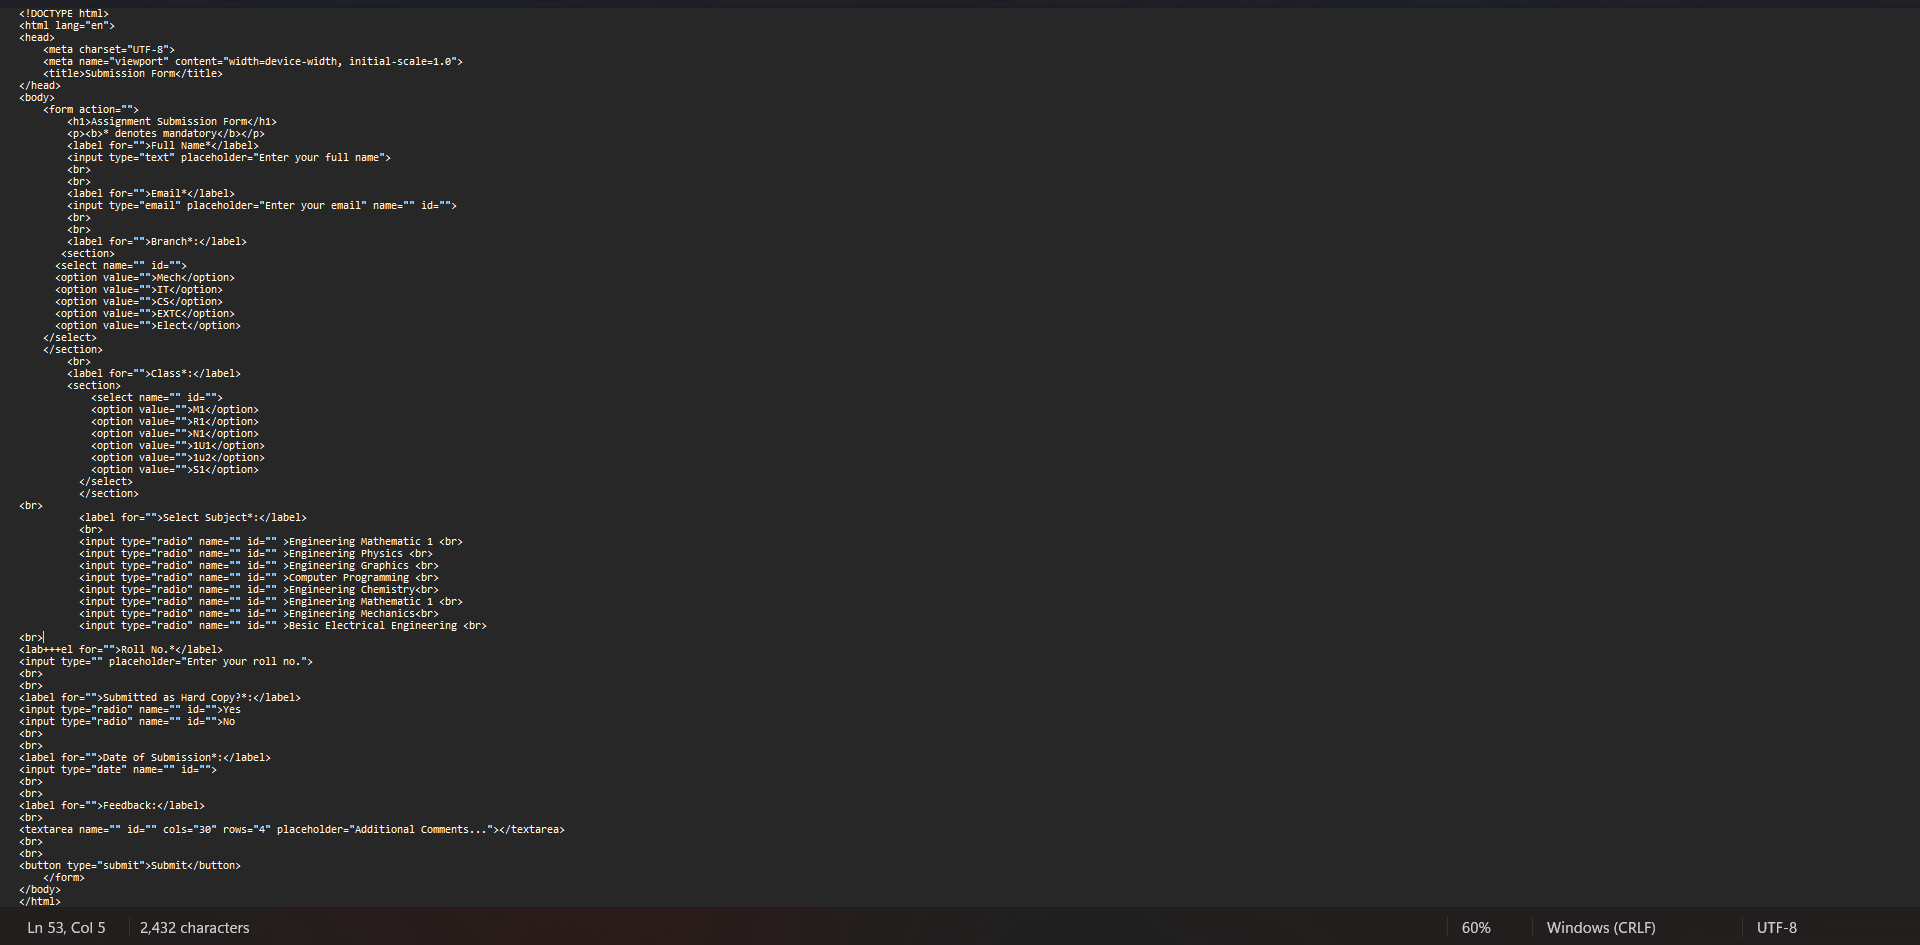 <!DOCTYPE html>
<html lang="en">
<head>
    <meta charset="UTF-8">
    <meta name="viewport" content="width=device-width, initial-scale=1.0">
    <title>Submission Form</title>
</head>
<body>
    <form action="">
        <h1>Assignment Submission Form</h1>
        <p><b>* denotes mandatory</b></p>
        <label for="">Full Name*</label>
        <input type="text" placeholder="Enter your full name">
        <br>
        <br>
        <label for="">Email*</label>
        <input type="email" placeholder="Enter your email" name="" id="">
        <br>
        <br>
        <label for="">Branch*:</label>
       <section>
      <select name="" id="">
      <option value="">Mech</option>
      <option value="">IT</option>
      <option value="">CS</option>
      <option value="">EXTC</option>
      <option value="">Elect</option>
    </select>
    </section>
        <br>
        <label for="">Class*:</label>
        <section>
            <select name="" id="">
            <option value="">M1</option>
            <option value="">R1</option>
            <option value="">N1</option>
            <option value="">1U1</option>
            <option value="">1u2</option>
            <option value="">S1</option>
          </select>
          </section>
<br>
          <label for="">Select Subject*:</label>
          <br>
          <input type="radio" name="" id="" >Engineering Mathematic 1 <br>
          <input type="radio" name="" id="" >Engineering Physics <br>
          <input type="radio" name="" id="" >Engineering Graphics <br>
          <input type="radio" name="" id="" >Computer Programming <br>
          <input type="radio" name="" id="" >Engineering Chemistry<br>
          <input type="radio" name="" id="" >Engineering Mathematic 1 <br>
          <input type="radio" name="" id="" >Engineering Mechanics<br>
          <input type="radio" name="" id="" >Besic Electrical Engineering <br>
<br>
<lab+++el for="">Roll No.*</label>
<input type="" placeholder="Enter your roll no.">
<br>
<br>
<label for="">Submitted as Hard Copy?*:</label>
<input type="radio" name="" id="">Yes
<input type="radio" name="" id="">No
<br>
<br>
<label for="">Date of Submission*:</label>
<input type="date" name="" id="">
<br>
<br>
<label for="">Feedback:</label>
<br>
<textarea name="" id="" cols="30" rows="4" placeholder="Additional Comments..."></textarea>
<br>
<br>
<button type="submit">Submit</button>
    </form>
</body>
</html>
Ln 53, Col 5 2,432 characters 60% Windows (CRLF) UTF-8